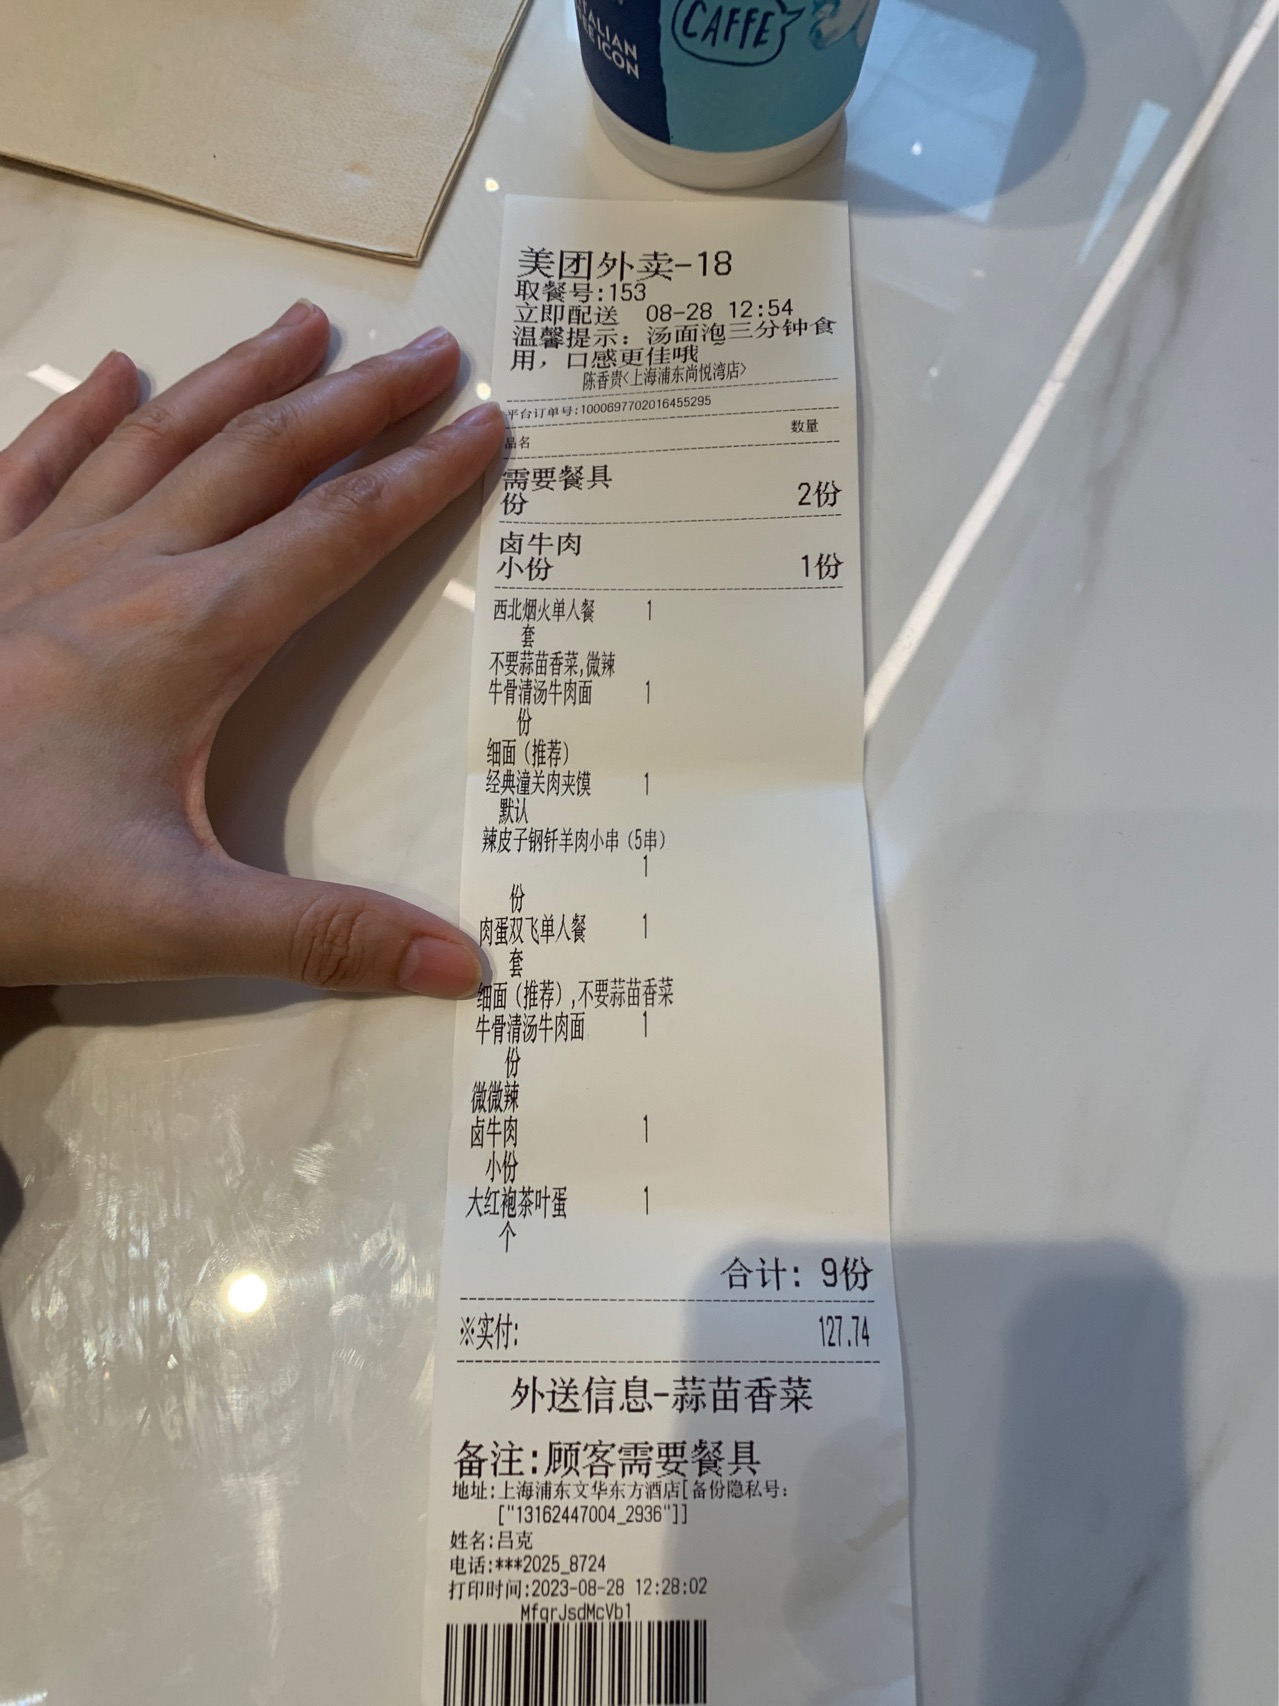 ITALIAN
ICON
CAFFÈ
美团外卖-18
取餐号:153
立即配送 08-28 12:54
温馨提示：汤面泡三分钟食
用，口感更佳哦
陈香贵<上海浦东尚悦湾店>
平台订单号:1000697702016455295
品名 数量
需要餐具
份 2份
卤牛肉
小份 1份
西北烟火单人餐 1
套
不要蒜苗香菜,微辣
牛骨清汤牛肉面 1
份
细面（推荐）
经典潼关肉夹馍 1
默认
辣皮子钢钎羊肉小串（5串）
1
份
肉蛋双飞单人餐 1
套
细面（推荐）,不要蒜苗香菜
牛骨清汤牛肉面 1
份
微微辣
卤牛肉 1
小份
大红袍茶叶蛋 1
个
合计: 9份
※实付: 127.74
外送信息-蒜苗香菜
备注:顾客需要餐具
地址:上海浦东文华东方酒店[备份隐私号:
["13162447004_2936"]]
姓名:吕克
电话:***2025_8724
打印时间:2023-08-28 12:28:02
MfqrJsdMcVb1